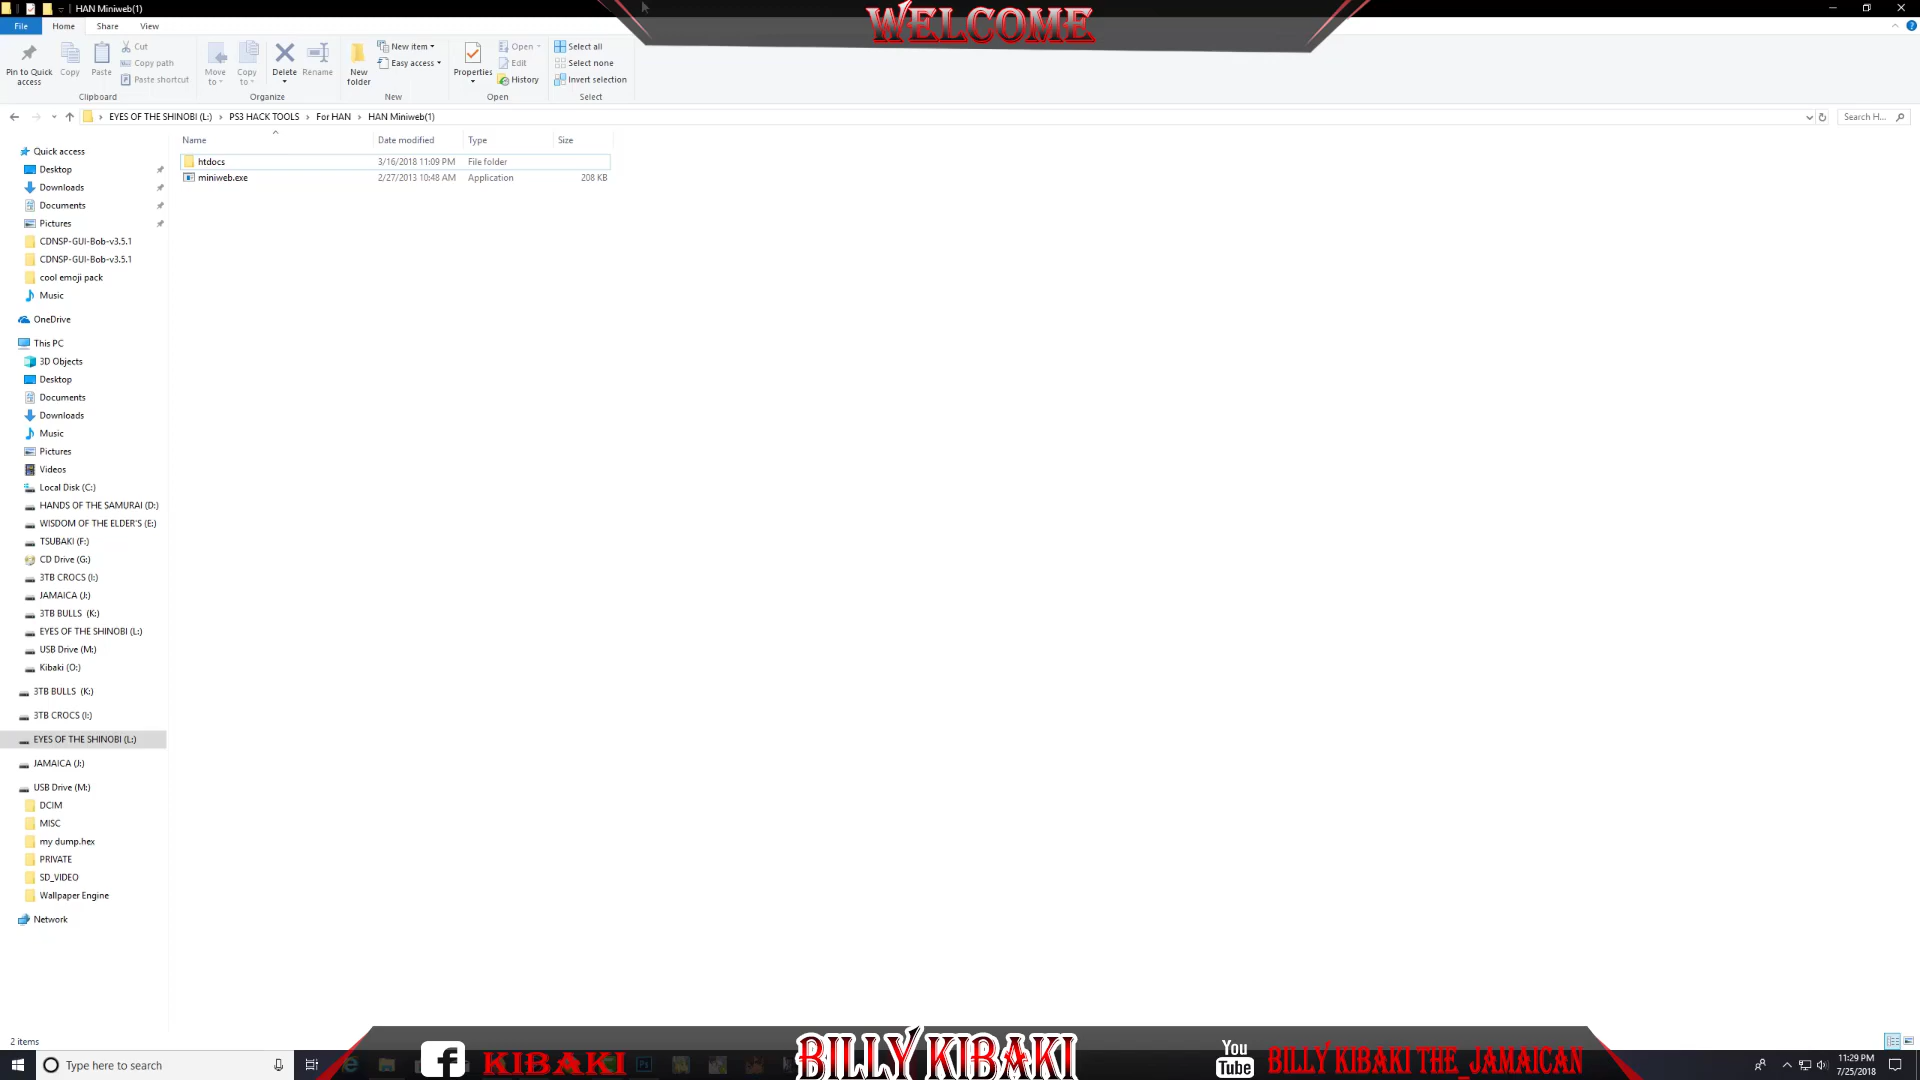 HAN Miniweb(1)
WELCOME
File Home Share View
Pin to Quick access
Copy
Paste
Cut
Copy path
Paste shortcut
Clipboard
Move to
Copy to
Delete
Rename
Organize
New folder
New item
Easy access
New
Properties
Open
Edit
History
Open
Select all
Select none
Invert selection
Select
EYES OF THE SHINOBI (L:) › PS3 HACK TOOLS › For HAN › HAN Miniweb(1)
Search H...
Name Date modified Type Size
htdocs 3/16/2018 11:09 PM File folder
miniweb.exe 2/27/2013 10:48 AM Application 208 KB
Quick access
Desktop
Downloads
Documents
Pictures
CDNSP-GUI-Bob-v3.5.1
CDNSP-GUI-Bob-v3.5.1
cool emoji pack
Music
OneDrive
This PC
3D Objects
Desktop
Documents
Downloads
Music
Pictures
Videos
Local Disk (C:)
HANDS OF THE SAMURAI (D:)
WISDOM OF THE ELDER'S (E:)
TSUBAKI (F:)
CD Drive (G:)
3TB CROCS (I:)
JAMAICA (J:)
3TB BULLS (K:)
EYES OF THE SHINOBI (L:)
USB Drive (M:)
Kibaki (O:)
3TB BULLS (K:)
3TB CROCS (I:)
EYES OF THE SHINOBI (L:)
JAMAICA (J:)
USB Drive (M:)
DCIM
MISC
my dump.hex
PRIVATE
SD_VIDEO
Wallpaper Engine
Network
2 items
Type here to search
KIBAKI
BILLY KIBAKI
You Tube
BILLY KIBAKI THE_JAMAICAN
11:29 PM
7/25/2018